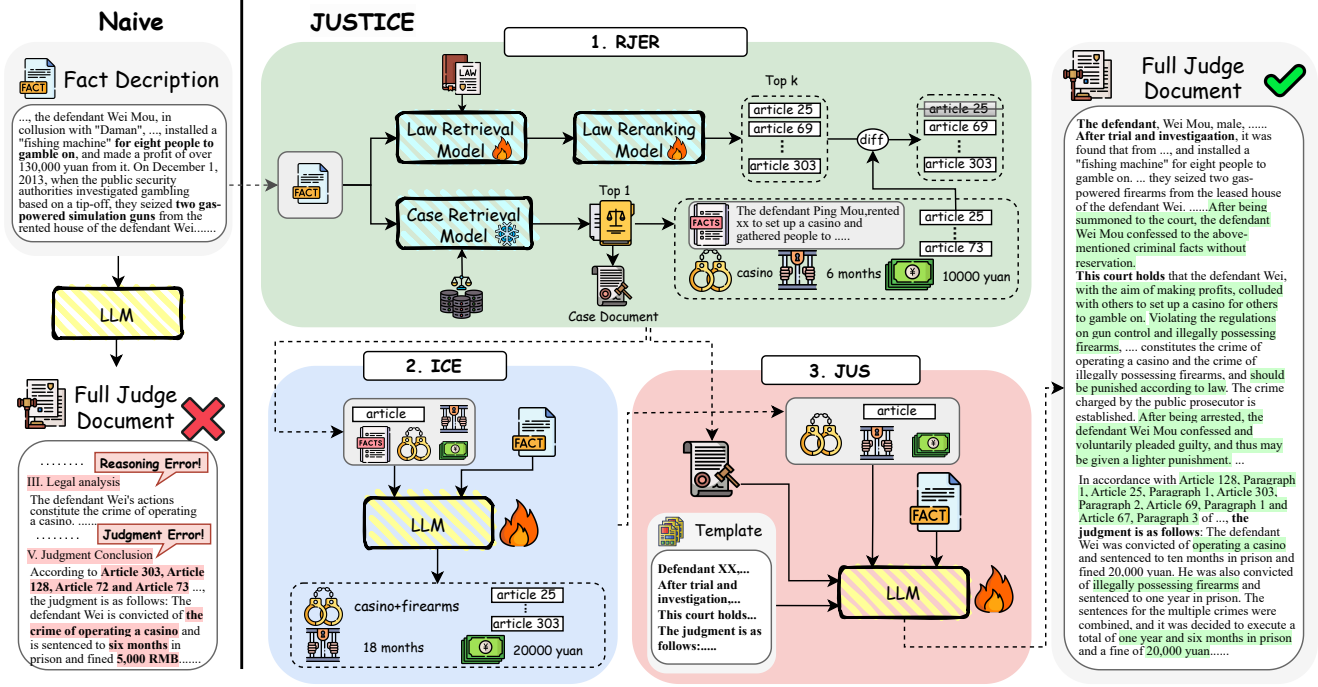 Naive
FACT
Fact Decription
..., the defendant Wei Mou, in
collusion with "Daman", ..., installed a
"fishing machine" for eight people to
gamble on, and made a profit of over
130,000 yuan from it. On December 1,
2013, when the public security
authorities investigated gambling
based on a tip-off, they seized two gas-
powered simulation guns from the
rented house of the defendant Wei.......
LLM
Full Judge
Document
........
Reasoning Error!
III. Legal analysis
The defendant Wei's actions
constitute the crime of operating
a casino. ......
Judgment Error!
V. Judgment Conclusion
According to Article 303, Article
128, Article 72 and Article 73 ...,
the judgment is as follows: The
defendant Wei is convicted of the
crime of operating a casino and
is sentenced to six months in
prison and fined 5,000 RMB.......
JUSTICE
1. RJER
LAW
FACT
Law Retrieval
Model
Law Reranking
Model
Top k
article 25
article 69
article 303
diff
article 25
article 69
article 303
Case Retrieval
Model
Top 1
Case Document
FACTS
The defendant Ping Mou,rented
xx to set up a casino and
gathered people to .....
article 25
article 73
casino
6 months
¥
10000 yuan
2. ICE
article
FACTS
FACT
LLM
casino+firearms
article 25
article 303
18 months
¥
20000 yuan
3. JUS
article
FACT
Template
Defendant XX,...
After trial and
investigation,...
This court holds...
The judgment is as
follows:.....
LLM
Full Judge
Document
The defendant, Wei Mou, male, ......
After trial and investigation, it was
found that from ..., and installed a
"fishing machine" for eight people to
gamble on. ... they seized two gas-
powered firearms from the leased house
of the defendant Wei. ......After being
summoned to the court, the defendant
Wei Mou confessed to the above-
mentioned criminal facts without
reservation.
This court holds that the defendant Wei,
with the aim of making profits, colluded
with others to set up a casino for others
to gamble on. Violating the regulations
on gun control and illegally possessing
firearms, .... constitutes the crime of
operating a casino and the crime of
illegally possessing firearms, and should
be punished according to law. The crime
charged by the public prosecutor is
established. After being arrested, the
defendant Wei Mou confessed and
voluntarily pleaded guilty, and thus may
be given a lighter punishment. ...
In accordance with Article 128, Paragraph
1, Article 25, Paragraph 1, Article 303,
Paragraph 2, Article 69, Paragraph 1 and
Article 67, Paragraph 3 of ..., the
judgment is as follows: The defendant
Wei was convicted of operating a casino
and sentenced to ten months in prison and
fined 20,000 yuan. He was also convicted
of illegally possessing firearms and
sentenced to one year in prison. The
sentences for the multiple crimes were
combined, and it was decided to execute a
total of one year and six months in prison
and a fine of 20,000 yuan......